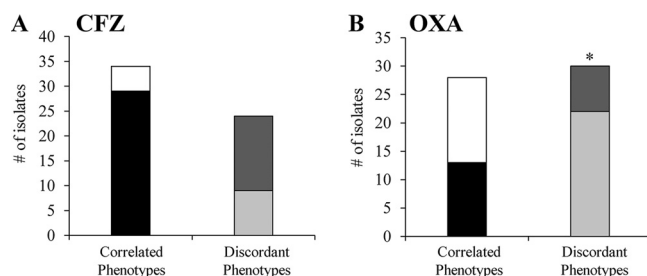 A CFZ
# of isolates
40
35
30
25
20
15
10
5
0
Correlated
Phenotypes
Discordant
Phenotypes
B OXA
# of isolates
35
30
25
20
15
10
5
0
*
Correlated
Phenotypes
Discordant
Phenotypes